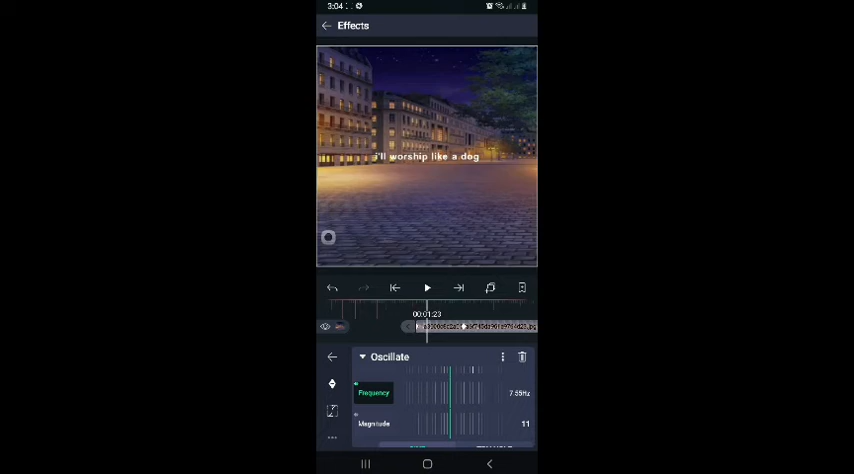 3:04
Effects
i'll worship like a dog
00:01:23
Oscillate
Frequency
7.55Hz
Magnitude
11